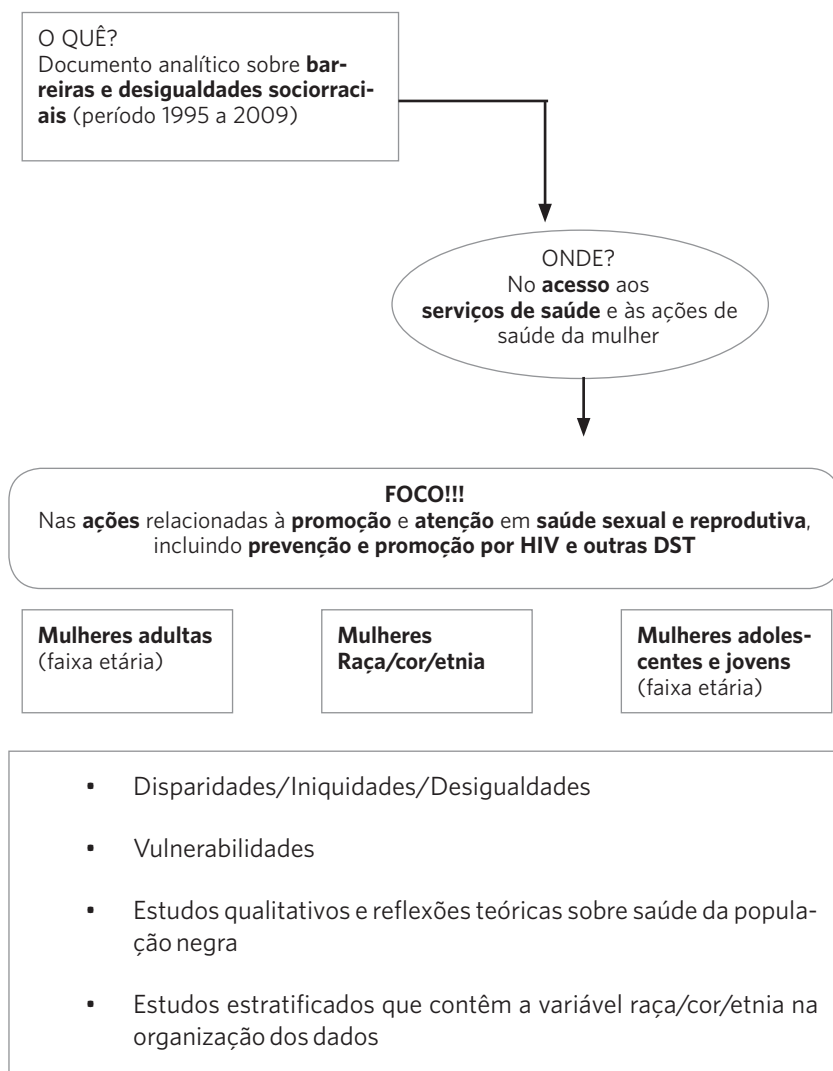 O QUÊ?
Documento analítico sobre bar-
reiras e desigualdades sociorraci-
ais (período 1995 a 2009)
ONDE?
No acesso aos
serviços de saúde e às ações de
saúde da mulher
FOCO!!!
Nas ações relacionadas à promoção e atenção em saúde sexual e reprodutiva,
incluindo prevenção e promoção por HIV e outras DST
Mulheres adultas
(faixa etária)
Mulheres
Raça/cor/etnia
Mulheres adoles-
centes e jovens
(faixa etária)
• Disparidades/Iniquidades/Desigualdades
• Vulnerabilidades
• Estudos qualitativos e reflexões teóricas sobre saúde da popula-
ção negra
• Estudos estratificados que contêm a variável raça/cor/etnia na
organização dos dados